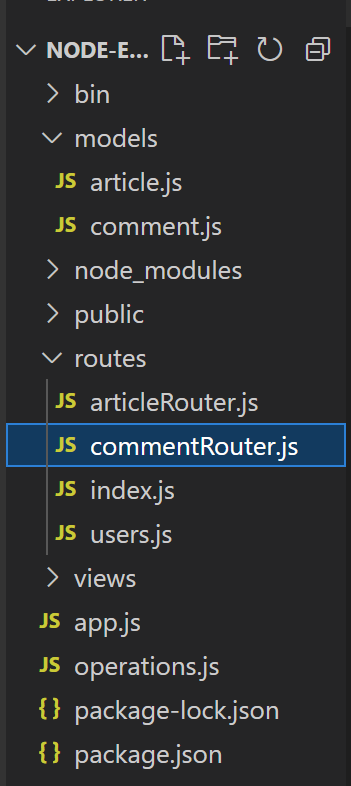 NODE-E...
bin
models
JS article.js
JS comment.js
node_modules
public
routes
JS articleRouter.js
JS commentRouter.js
JS index.js
JS users.js
views
JS app.js
JS operations.js
{ } package-lock.json
{ } package.json